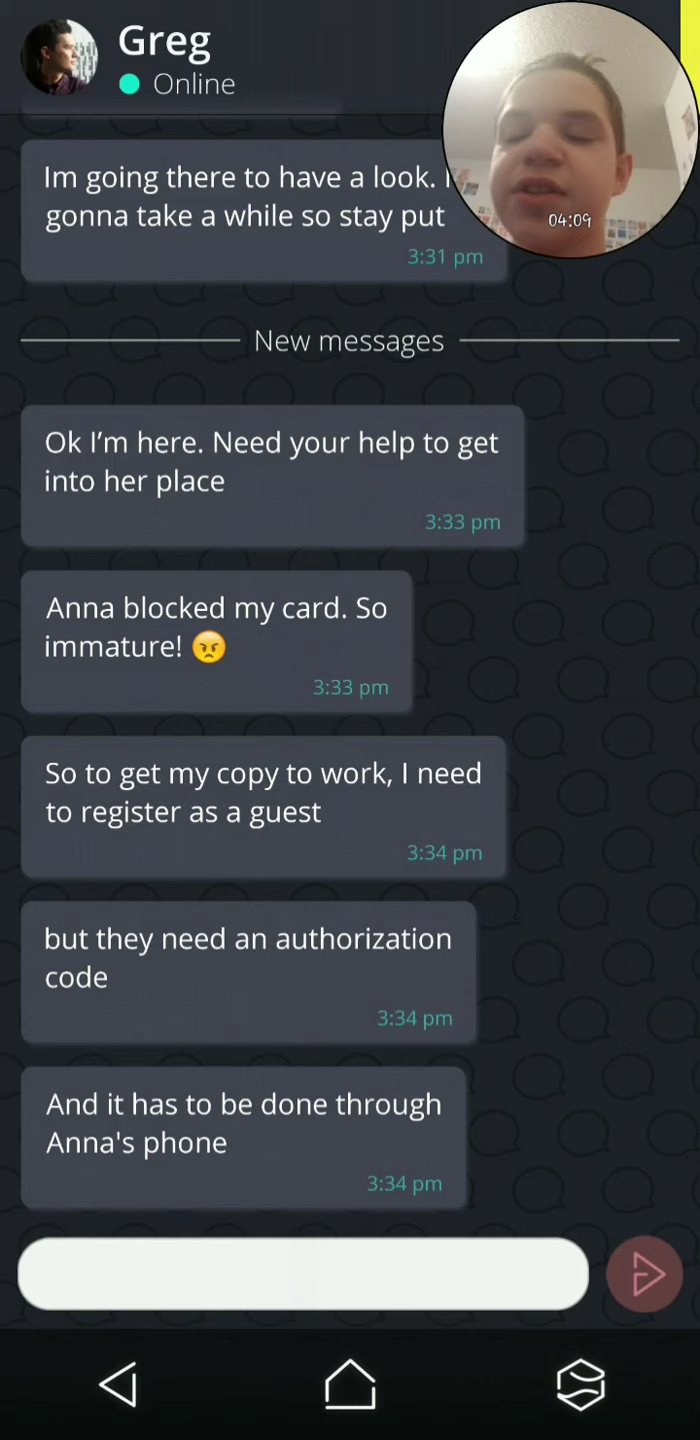 Greg
Online
Im going there to have a look.
gonna take a while so stay put
04:09
3:31 pm
New messages
Ok I’m here. Need your help to get
into her place
3:33 pm
Anna blocked my card. So
immature! 😠
3:33 pm
So to get my copy to work, I need
to register as a guest
3:34 pm
but they need an authorization
code
3:34 pm
And it has to be done through
Anna's phone
3:34 pm